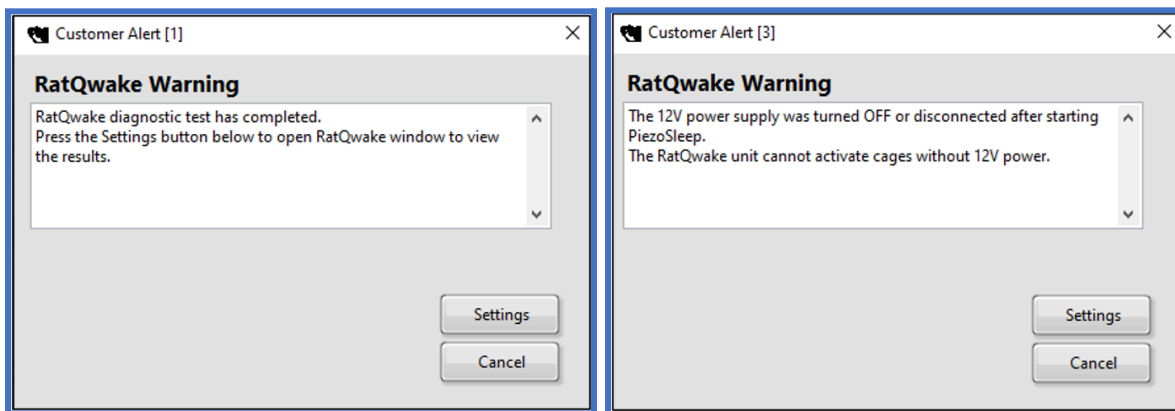 Customer Alert [1]
RatQwake Warning
RatQwake diagnostic test has completed.
Press the Settings button below to open RatQwake window to view
the results.
Settings
Cancel
Customer Alert [3]
RatQwake Warning
The 12V power supply was turned OFF or disconnected after starting
PiezoSleep.
The RatQwake unit cannot activate cages without 12V power.
Settings
Cancel